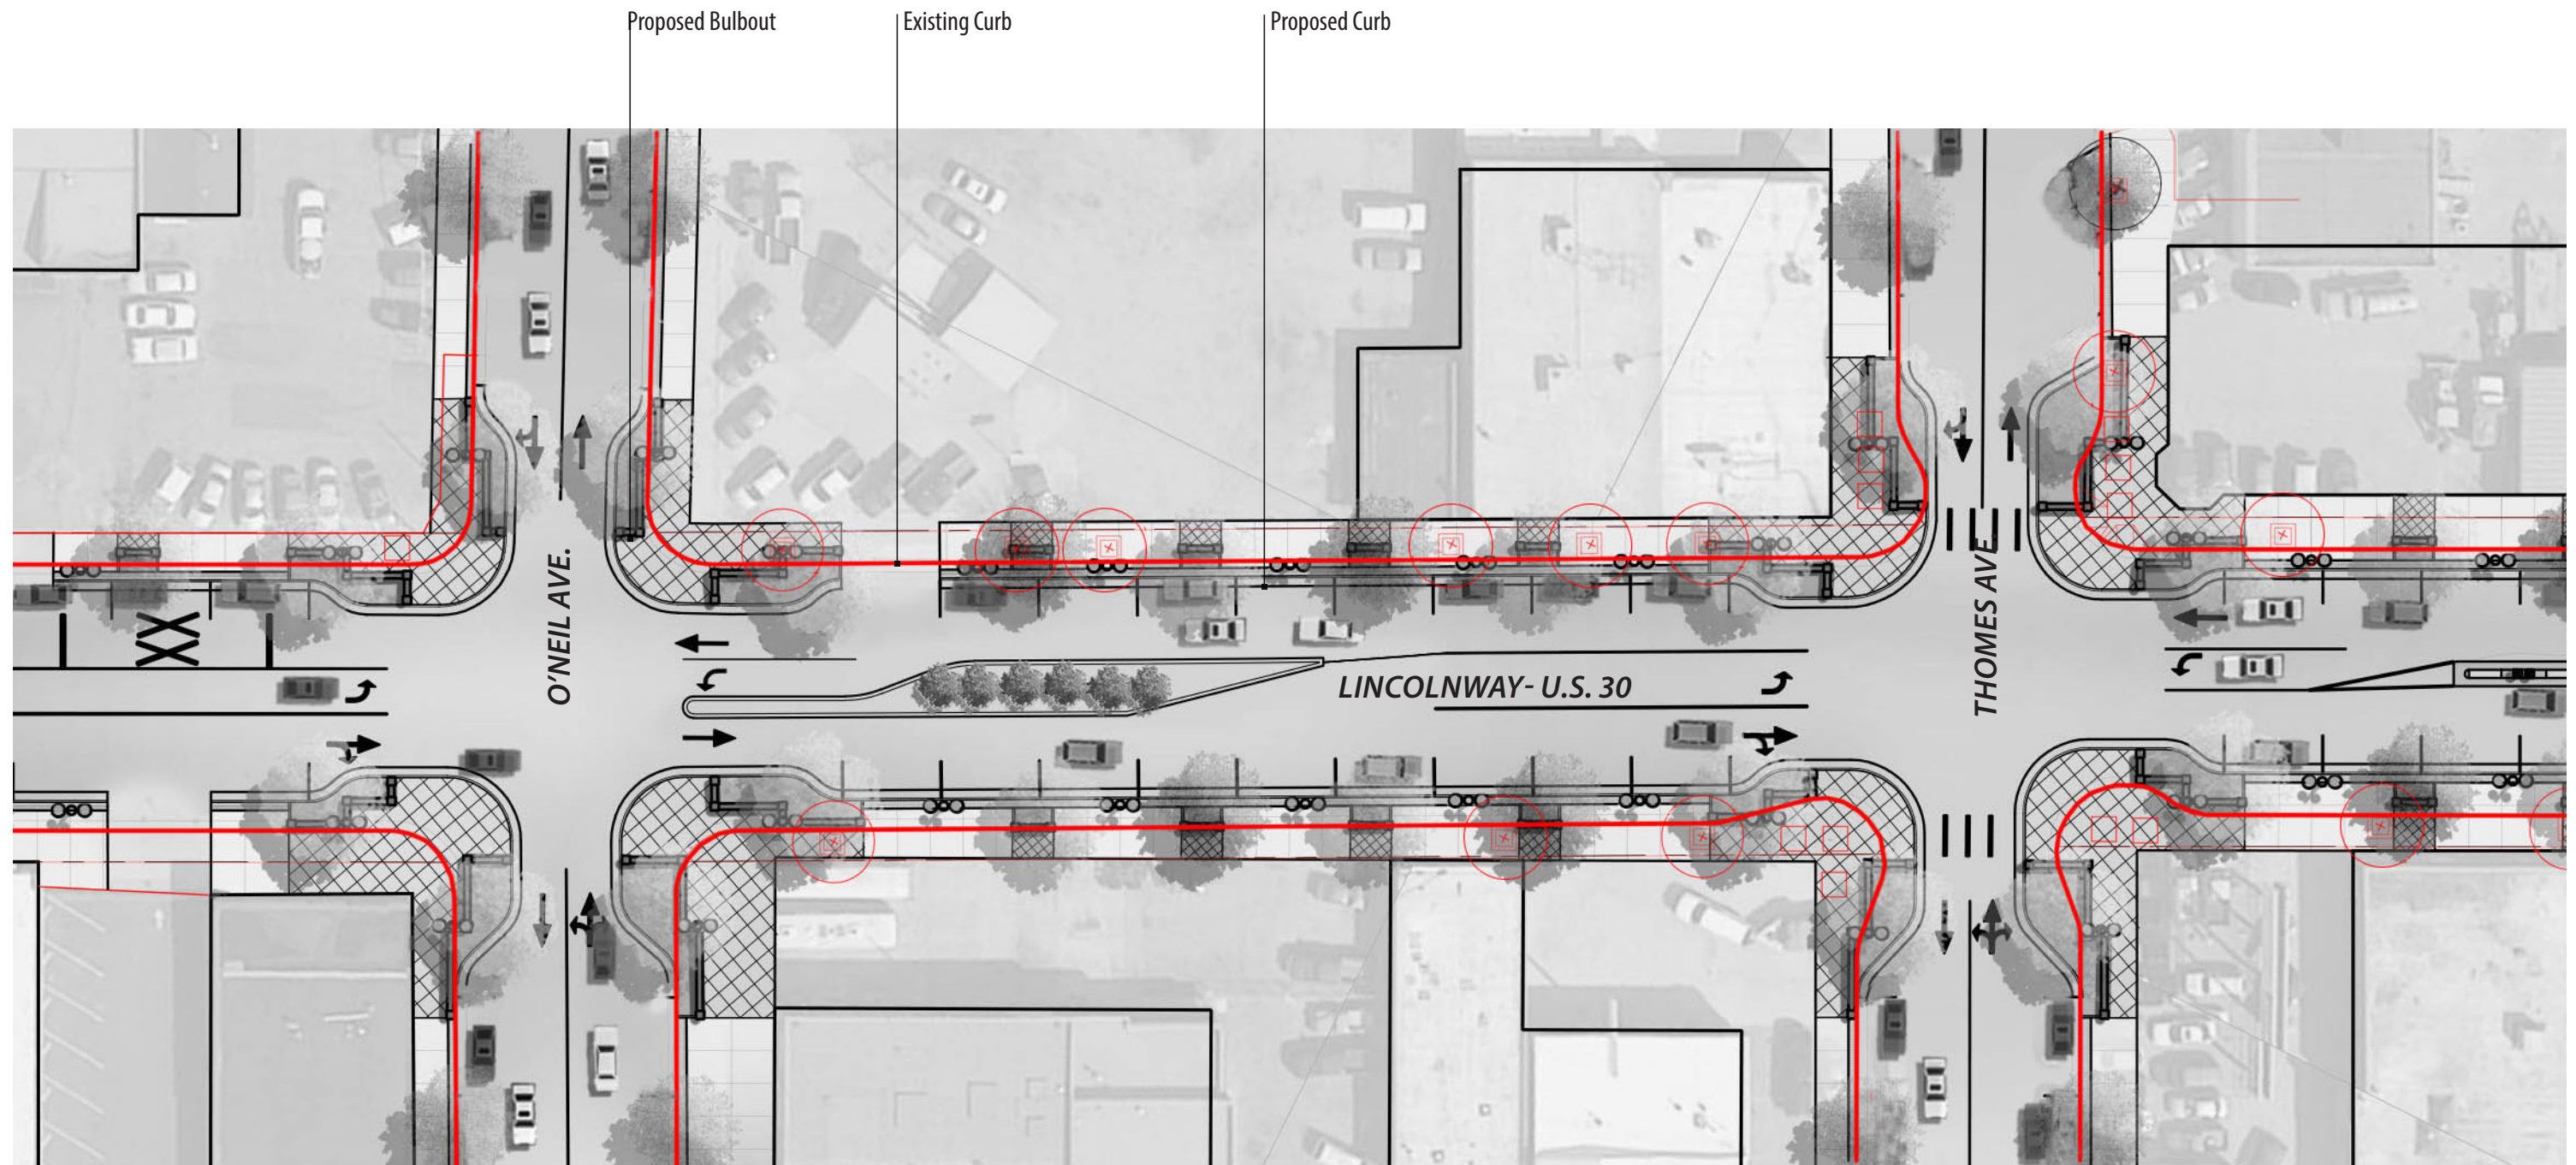 Proposed Bulbout
Existing Curb
Proposed Curb
O'NEIL AVE.
LINCOLNWAY- U.S. 30
THOMES AVE.